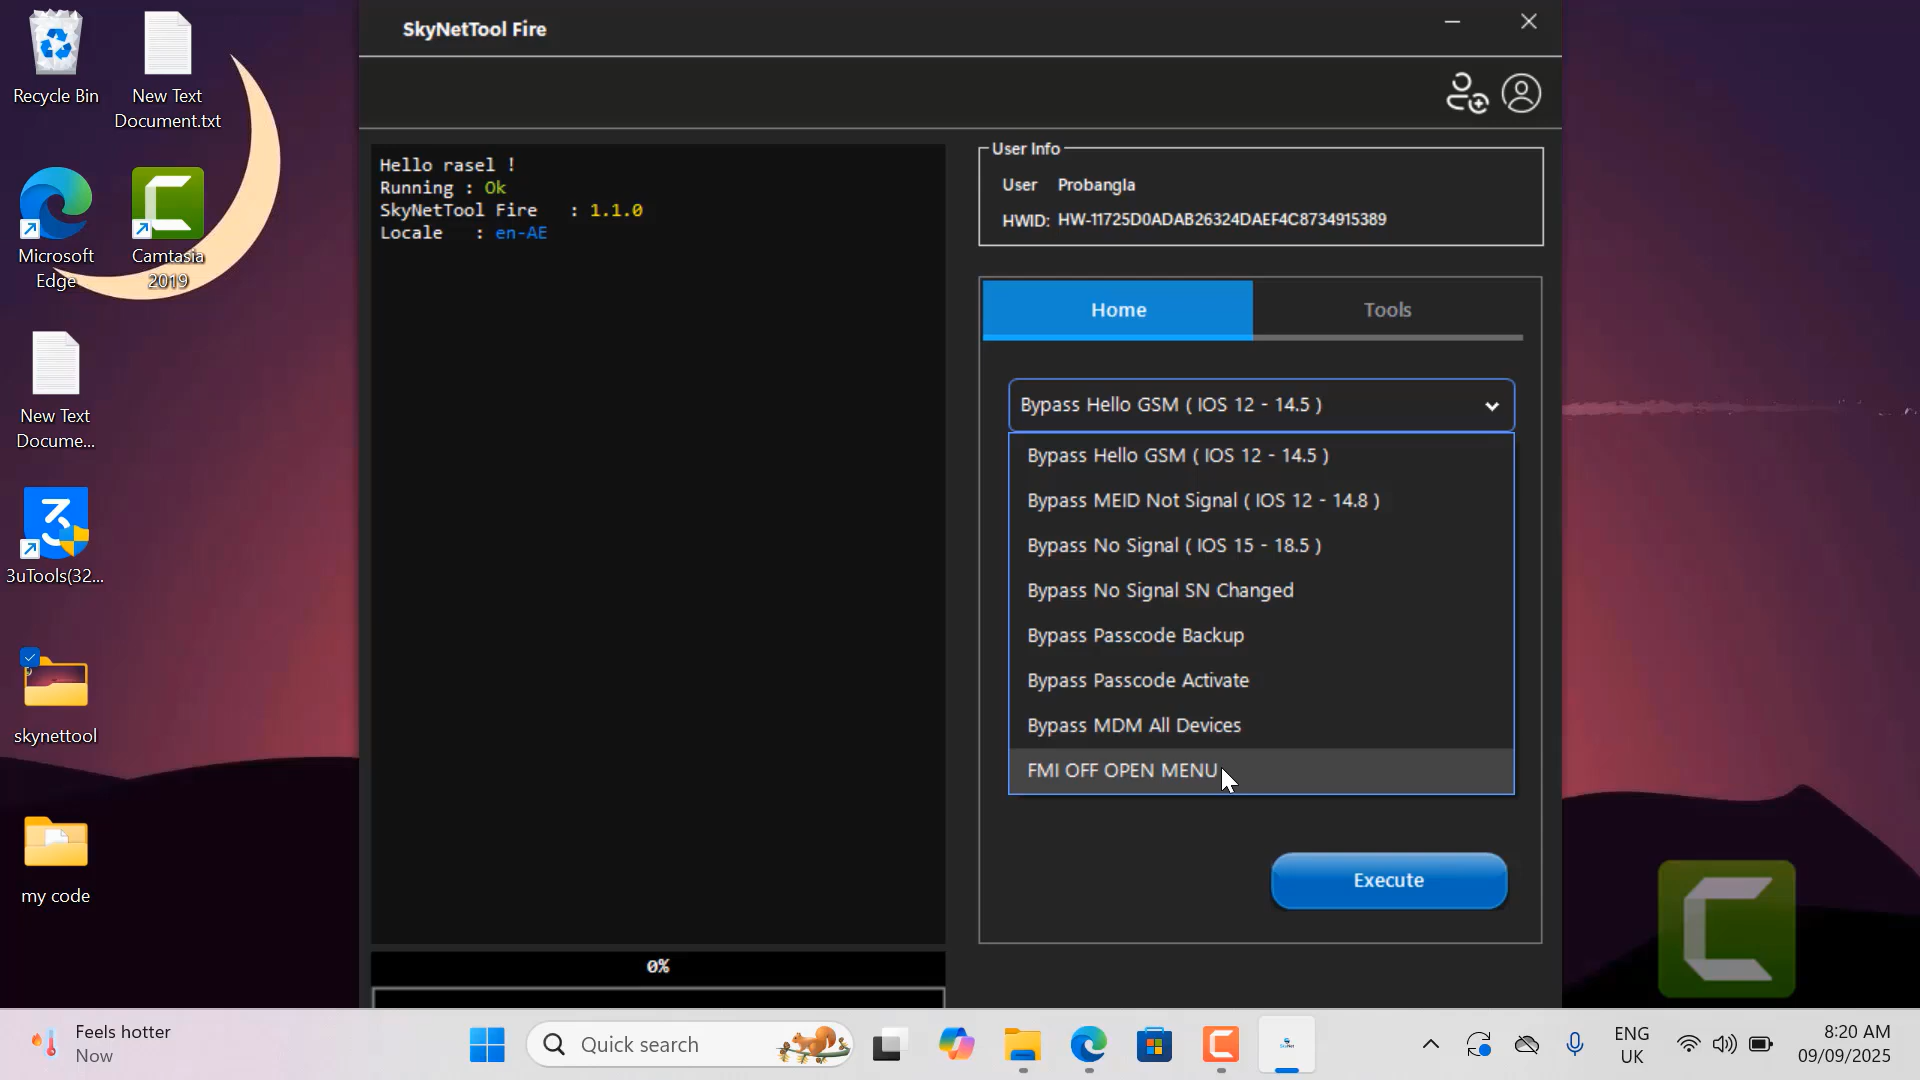 Recycle Bin
New Text
Document.txt
Microsoft
Edge
Camtasia
2019
New Text
Docume...
3uTools(32...
skynettool
my code
SkyNetTool Fire
Hello rasel !
Running : Ok
SkyNetTool Fire : 1.1.0
Locale : en-AE
0%
User Info
User Probangla
HWID: HW-11725D0ADAB26324DAEF4C8734915389
Home
Tools
Bypass Hello GSM ( IOS 12 - 14.5 )
Bypass Hello GSM ( IOS 12 - 14.5 )
Bypass MEID Not Signal ( IOS 12 - 14.8 )
Bypass No Signal ( IOS 15 - 18.5 )
Bypass No Signal SN Changed
Bypass Passcode Backup
Bypass Passcode Activate
Bypass MDM All Devices
FMI OFF OPEN MENU
Execute
Feels hotter
Now
Quick search
ENG
UK
8:20 AM
09/09/2025